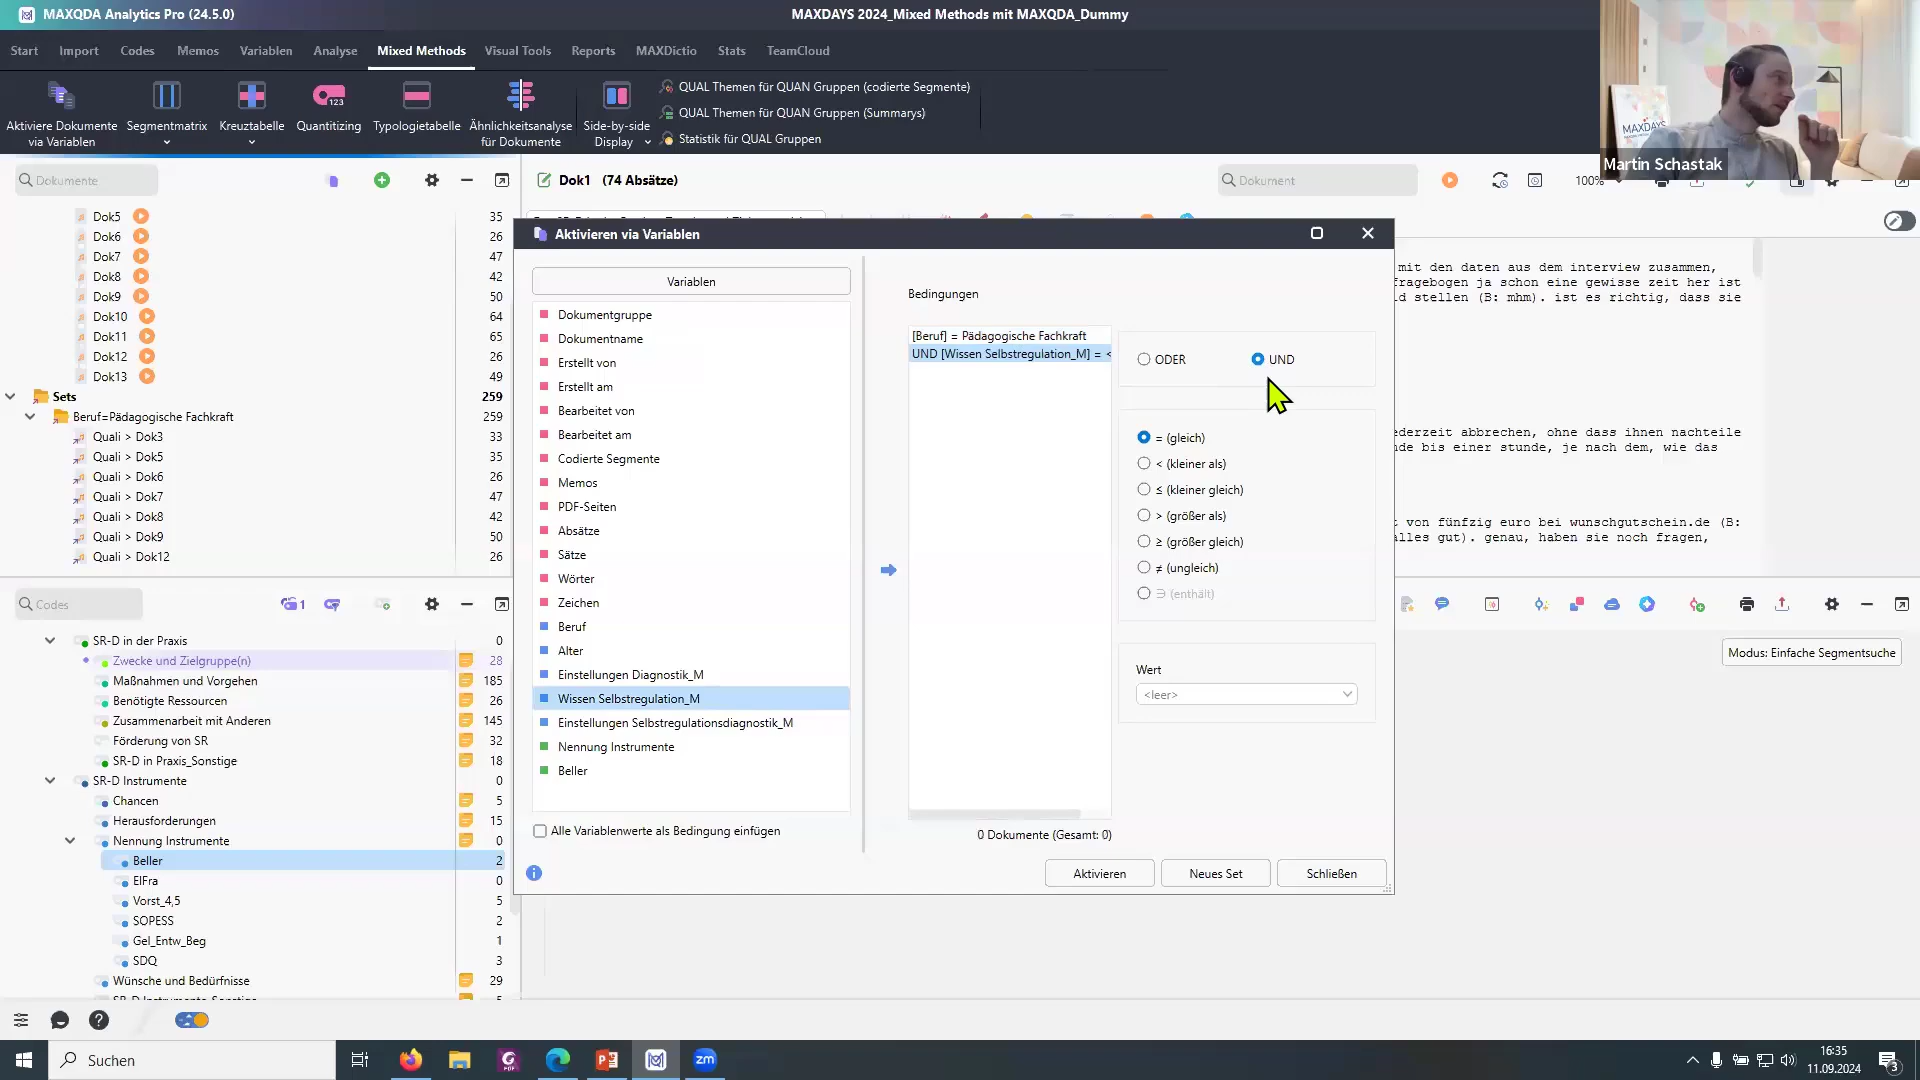 MAXQDA Analytics Pro (24.5.0)
MAXDAYS 2024_Mixed Methods mit MAXQDA_Dummy
Start Import Codes Memos Variablen Analyse Mixed Methods Visual Tools Reports MAXDictio Stats TeamCloud
Aktiviere Dokumente via Variablen
Segmentmatrix
Kreuztabelle
Quantitizing
Typologietabelle
Ähnlichkeitsanalyse für Dokumente
Side-by-side Display
QUAL Themen für QUAN Gruppen (codierte Segmente)
QUAL Themen für QUAN Gruppen (Summarys)
Statistik für QUAL Gruppen
MAXDAYS
Martin Schastak
Dokumente
Dok1 (74 Absätze)
Dokument
100%
Dok5 35
Dok6 26
Dok7 47
Dok8 42
Dok9 50
Dok10 64
Dok11 65
Dok12 26
Dok13 49
Sets 259
Beruf=Pädagogische Fachkraft 259
Quali > Dok3 33
Quali > Dok5 35
Quali > Dok6 26
Quali > Dok7 47
Quali > Dok8 42
Quali > Dok9 50
Quali > Dok12 26
Codes
1
SR-D in der Praxis 0
Zwecke und Zielgruppe(n) 28
Maßnahmen und Vorgehen 185
Benötigte Ressourcen 26
Zusammenarbeit mit Anderen 145
Förderung von SR 32
SR-D in Praxis_Sonstige 18
SR-D Instrumente 0
Chancen 5
Herausforderungen 15
Nennung Instrumente 0
Beller 2
ElFra 0
Vorst_4,5 5
SOPESS 2
Gel_Entw_Beg 1
SDQ 3
Wünsche und Bedürfnisse 29
Aktivieren via Variablen
Variablen
Dokumentgruppe
Dokumentname
Erstellt von
Erstellt am
Bearbeitet von
Bearbeitet am
Codierte Segmente
Memos
PDF-Seiten
Absätze
Sätze
Wörter
Zeichen
Beruf
Alter
Einstellungen Diagnostik_M
Wissen Selbstregulation_M
Einstellungen Selbstregulationsdiagnostik_M
Nennung Instrumente
Beller
Alle Variablenwerte als Bedingung einfügen
Bedingungen
[Beruf] = Pädagogische Fachkraft
UND [Wissen Selbstregulation_M] = <
0 Dokumente (Gesamt: 0)
ODER UND
= (gleich)
< (kleiner als)
≤ (kleiner gleich)
> (größer als)
≥ (größer gleich)
≠ (ungleich)
∋ (enthält)
Wert
<leer>
Aktivieren Neues Set Schließen
mit den daten aus dem interview zusammen,
ragebogen ja schon eine gewisse zeit her ist
stellen (B: mhm). ist es richtig, dass sie
ederzeit abbrechen, ohne dass ihnen nachteile
de bis einer stunde, je nach dem, wie das
von fünfzig euro bei wunschgutschein.de (B:
alles gut). genau, haben sie noch fragen,
Modus: Einfache Segmentsuche
Suchen
16:35
11.09.2024
3